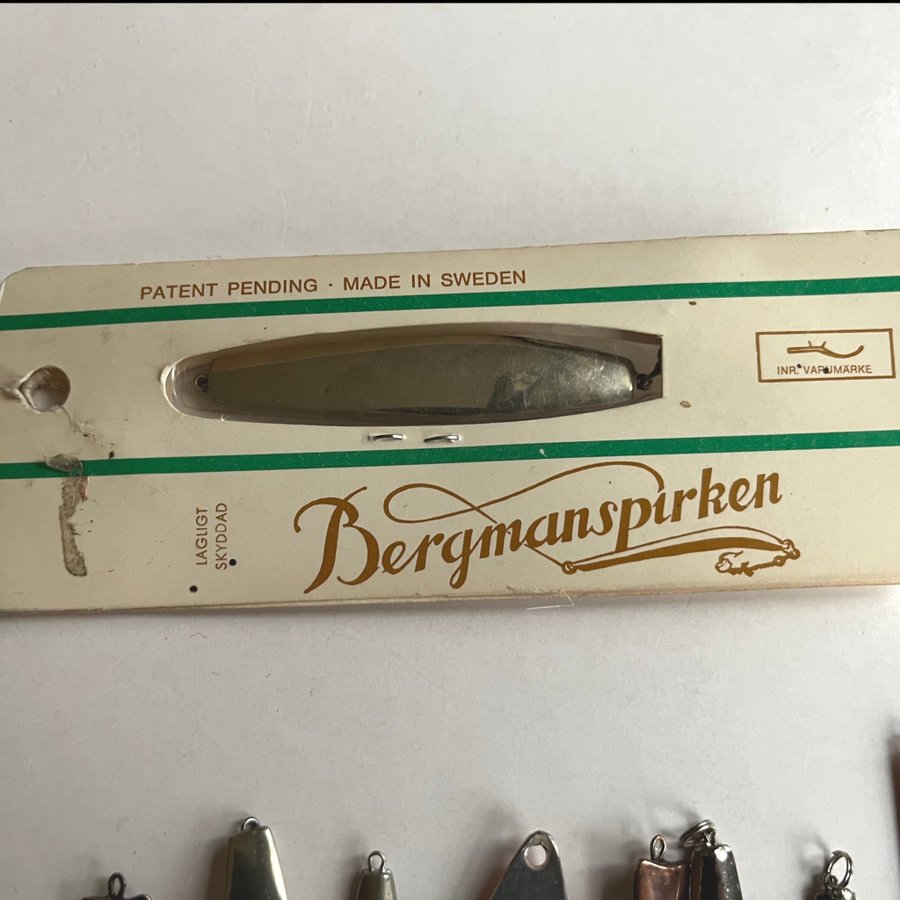 PATENT PENDING · MADE IN SWEDEN
INR. VARUMÄRKE
LAGLIGT
SKYDDAD
Bergmanspirken